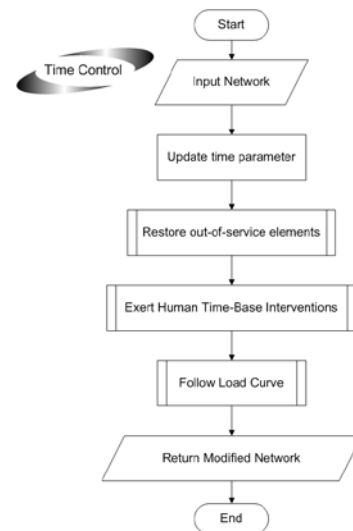 Start
Time Control
Input Network
Update time parameter
Restore out-of-service elements
Exert Human Time-Base Interventions
Follow Load Curve
Return Modified Network
End